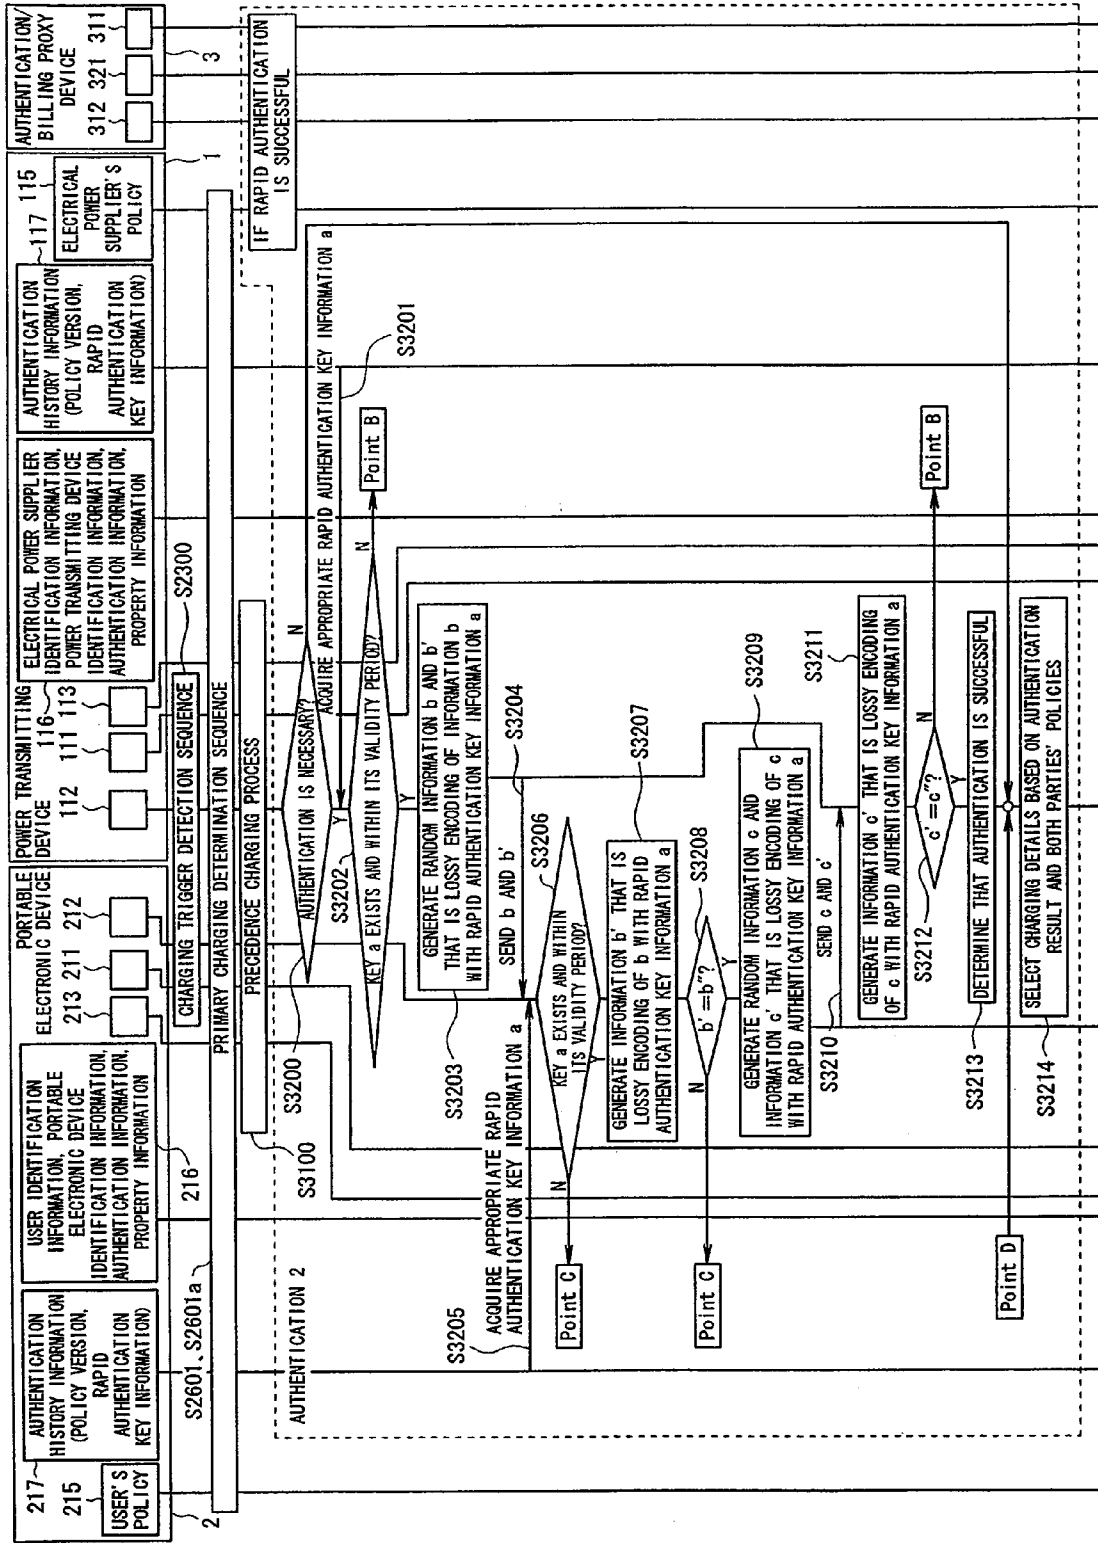 217
AUTHENTICATION
HISTORY INFORMATION
(POLICY VERSION,
RAPID
AUTHENTICATION
KEY INFORMATION)
215
USER'S
POLICY
2
USER IDENTIFICATION
INFORMATION, PORTABLE
ELECTRONIC DEVICE
IDENTIFICATION INFORMATION,
AUTHENTICATION INFORMATION,
PROPERTY INFORMATION
216
PORTABLE
ELECTRONIC DEVICE
213
211
212
POWER TRANSMITTING
DEVICE
112
111
113
116
ELECTRICAL POWER SUPPLIER
IDENTIFICATION INFORMATION,
POWER TRANSMITTING DEVICE
IDENTIFICATION INFORMATION,
AUTHENTICATION INFORMATION,
PROPERTY INFORMATION
AUTHENTICATION
HISTORY INFORMATION
(POLICY VERSION,
RAPID
AUTHENTICATION
KEY INFORMATION)
117
115
ELECTRICAL
POWER
SUPPLIER'S
POLICY
1
AUTHENTICATION/
BILLING PROXY
DEVICE
312
321
311
3
CHARGING TRIGGER DETECTION SEQUENCE
S2300
S2601、S2601a
PRIMARY CHARGING DETERMINATION SEQUENCE
S3100
PRECEDENCE CHARGING PROCESS
IF RAPID AUTHENTICATION
IS SUCCESSFUL
AUTHENTICATION 2
S3200
AUTHENTICATION IS NECESSARY?
N
Y
ACQUIRE APPROPRIATE RAPID AUTHENTICATION KEY INFORMATION a
S3201
S3202
KEY a EXISTS AND WITHIN ITS VALIDITY PERIOD?
N
Point B
Y
S3203
GENERATE RANDOM INFORMATION b AND b'
THAT IS LOSSY ENCODING OF INFORMATION b
WITH RAPID AUTHENTICATION KEY INFORMATION a
SEND b AND b'
S3204
S3205
ACQUIRE APPROPRIATE RAPID
AUTHENTICATION KEY INFORMATION a
S3206
KEY a EXISTS AND WITHIN
ITS VALIDITY PERIOD?
N
Point C
Y
S3207
GENERATE INFORMATION b' THAT IS
LOSSY ENCODING OF b WITH RAPID
AUTHENTICATION KEY INFORMATION a
S3208
b'=b"?
N
Point C
Y
S3209
GENERATE RANDOM INFORMATION c AND
INFORMATION c' THAT IS LOSSY ENCODING OF c
WITH RAPID AUTHENTICATION KEY INFORMATION a
S3210
SEND c AND c'
S3211
GENERATE INFORMATION c' THAT IS LOSSY ENCODING
OF c WITH RAPID AUTHENTICATION KEY INFORMATION a
S3212
c'=c"?
N
Point B
Y
S3213
DETERMINE THAT AUTHENTICATION IS SUCCESSFUL
Point D
S3214
SELECT CHARGING DETAILS BASED ON AUTHENTICATION
RESULT AND BOTH PARTIES' POLICIES